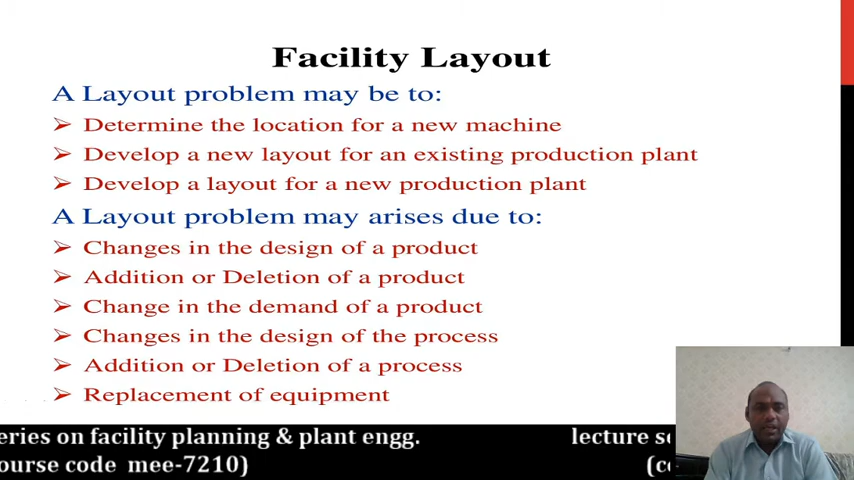 Facility Layout
A Layout problem may be to:
➢ Determine the location for a new machine
➢ Develop a new layout for an existing production plant
➢ Develop a layout for a new production plant
A Layout problem may arises due to:
➢ Changes in the design of a product
➢ Addition or Deletion of a product
➢ Change in the demand of a product
➢ Changes in the design of the process
➢ Addition or Deletion of a process
➢ Replacement of equipment
eries on facility planning & plant engg. lecture se
ourse code mee-7210) (co